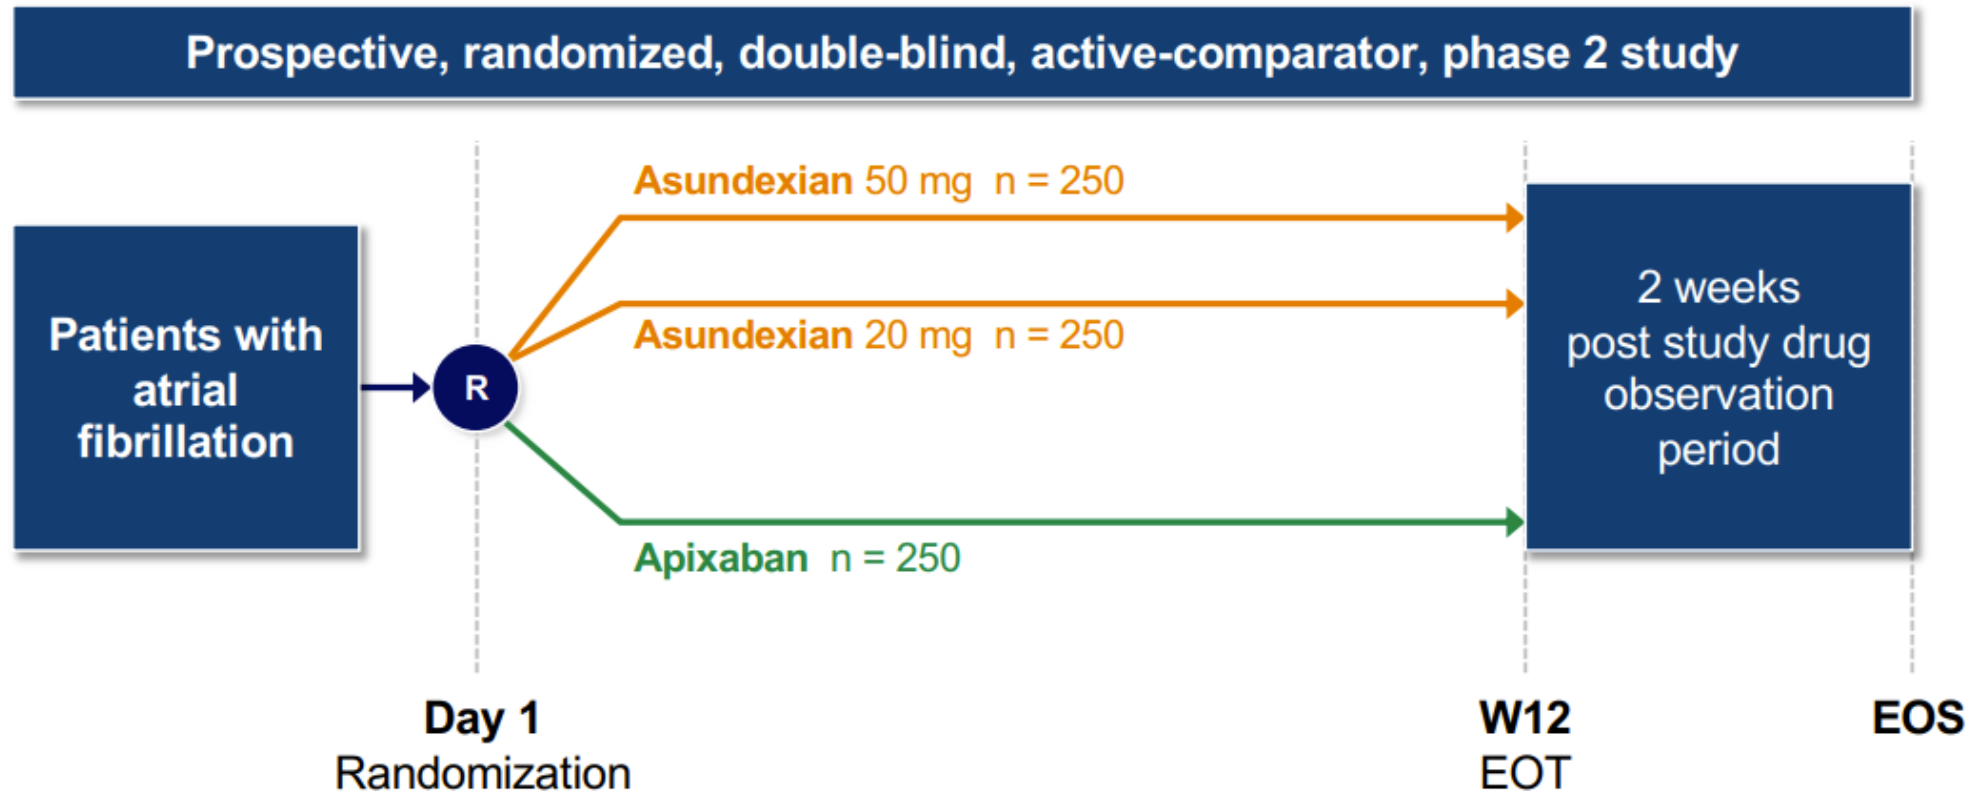 Prospective, randomized, double-blind, active-comparator, phase 2 study
Patients with
atrial
fibrillation
R
Asundexian 50 mg n = 250
Asundexian 20 mg n = 250
Apixaban n = 250
2 weeks
post study drug
observation
period
Day 1
Randomization
W12
EOT
EOS